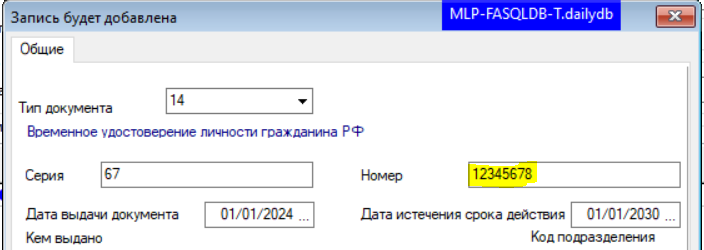 Запись будет добавлена MLP-FASQLDB-T.dailydb
Общие
Тип документа 14
Временное удостоверение личности гражданина РФ
Серия 67 Номер 12345678
Дата выдачи документа 01/01/2024 ... Дата истечения срока действия 01/01/2030 ...
Кем выдано Код подразделения